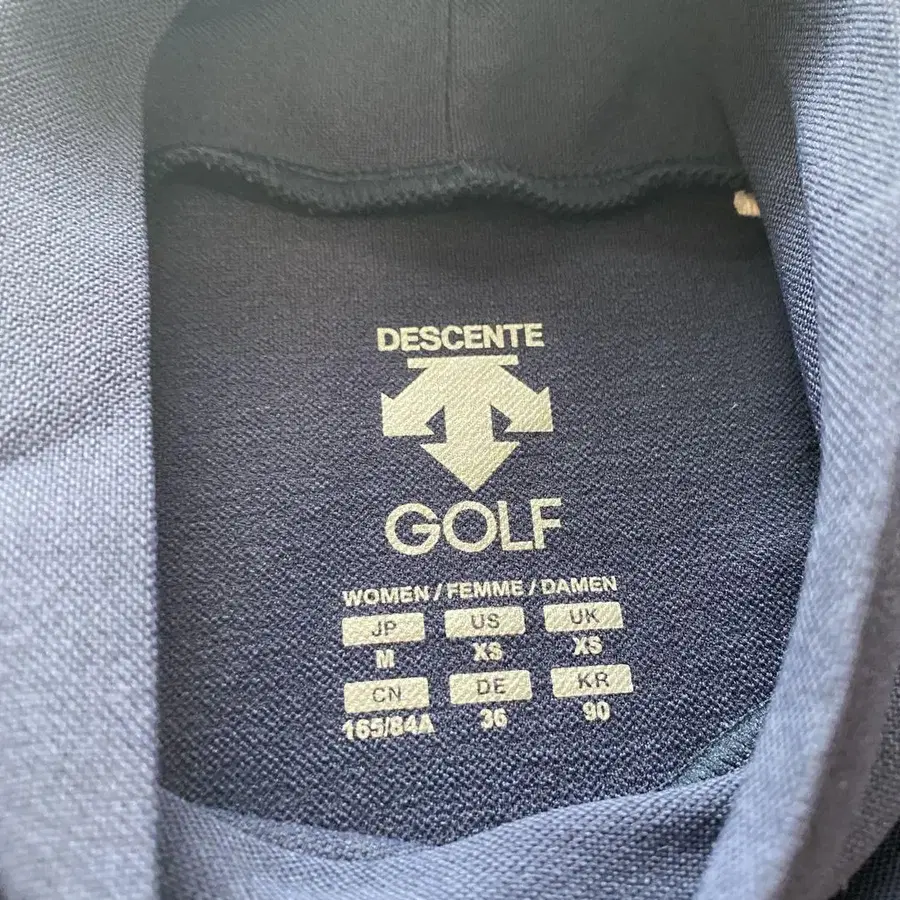 DESCENTE
GOLF
WOMEN / FEMME / DAMEN
JP US UK
M XS XS
CN DE KR
165/84A 36 90